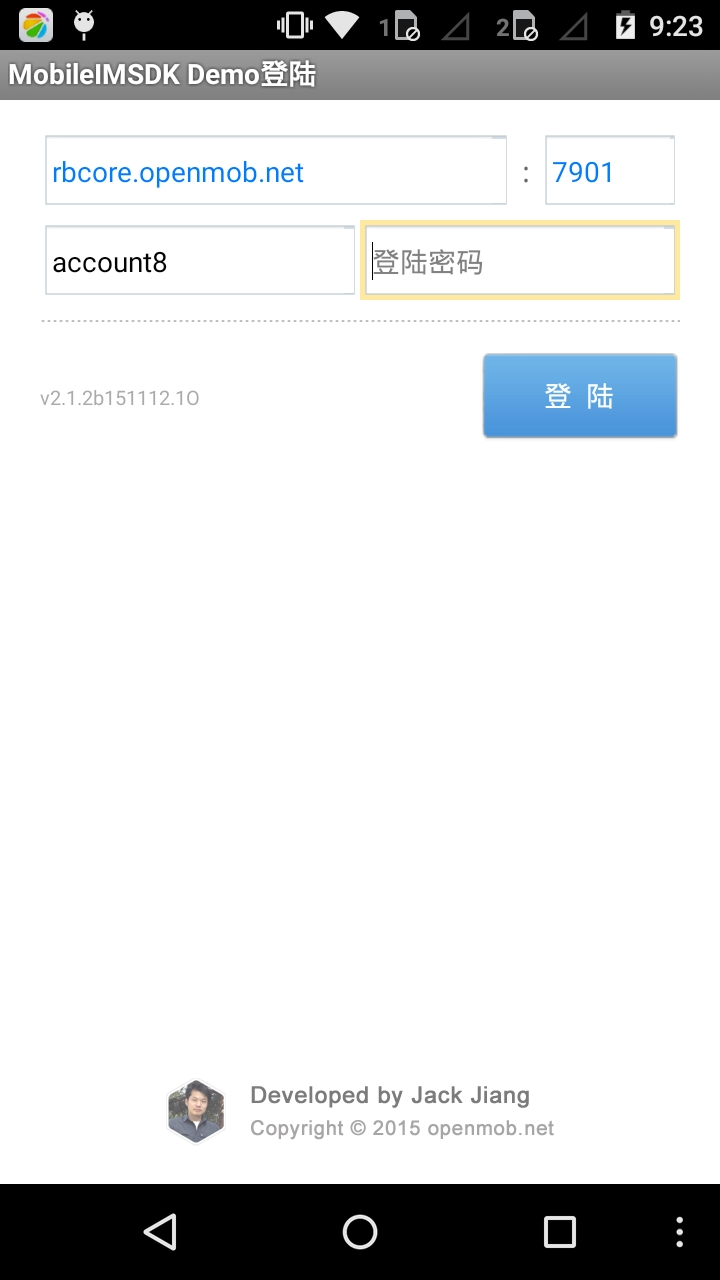 1 2 9:23
MobileIMSDK Demo登陆
rbcore.openmob.net : 7901
account8 登陆密码
v2.1.2b151112.1O
登 陆
Developed by Jack Jiang
Copyright © 2015 openmob.net